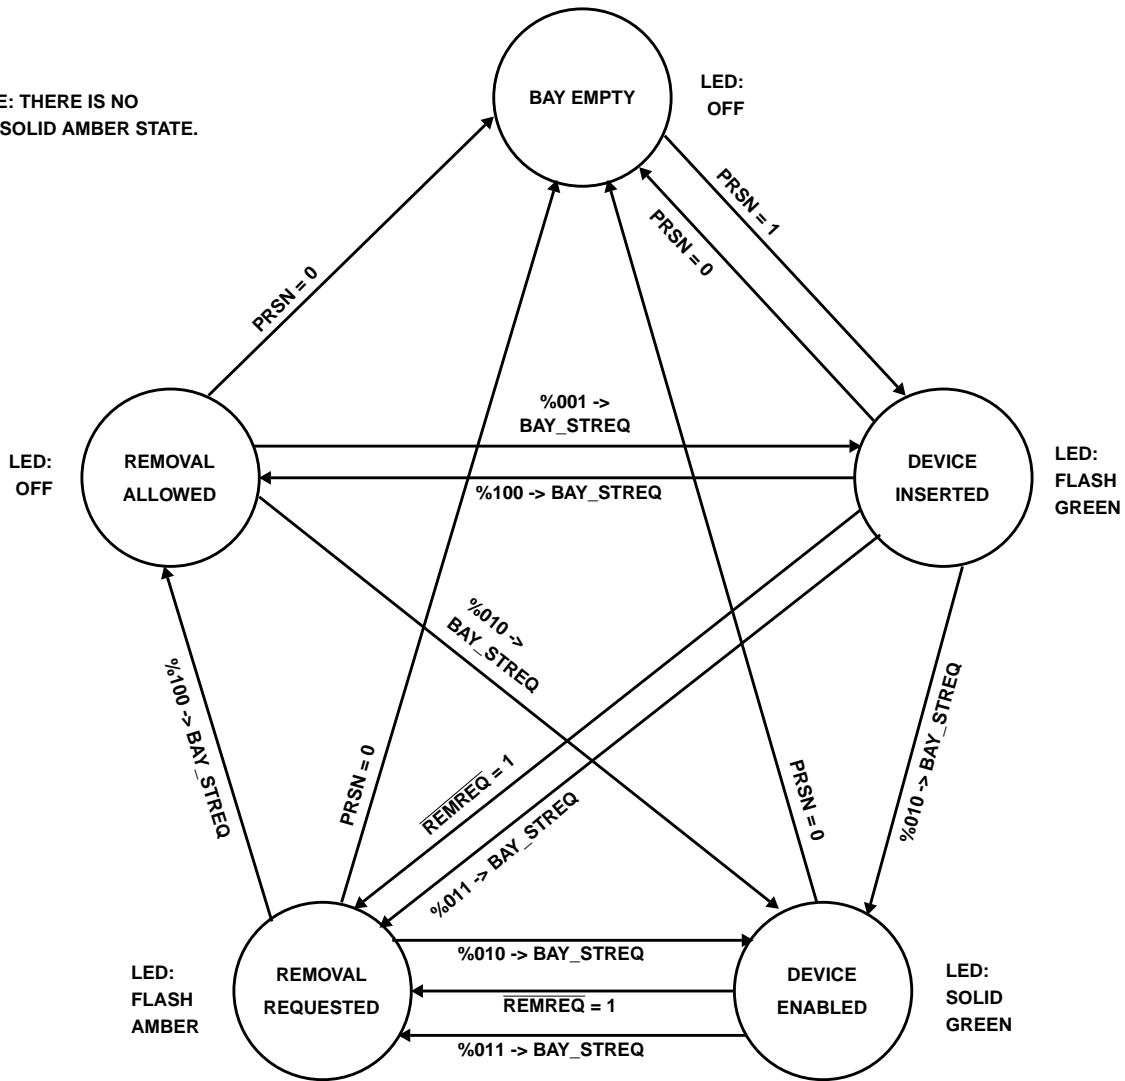 BAY EMPTY
LED:
OFF
E: THERE IS NO
SOLID AMBER STATE.
PRSN = 1
PRSN = 0
PRSN = 0
%001 ->
BAY_STREQ
%100 -> BAY_STREQ
LED:
OFF
REMOVAL
ALLOWED
DEVICE
INSERTED
LED:
FLASH
GREEN
%010 ->
BAY_STREQ
%100 -> BAY_STREQ
PRSN = 0
REMREQ = 1
%011 -> BAY_STREQ
PRSN = 0
%010 -> BAY_STREQ
LED:
FLASH
AMBER
REMOVAL
REQUESTED
%010 -> BAY_STREQ
REMREQ = 1
%011 -> BAY_STREQ
DEVICE
ENABLED
LED:
SOLID
GREEN